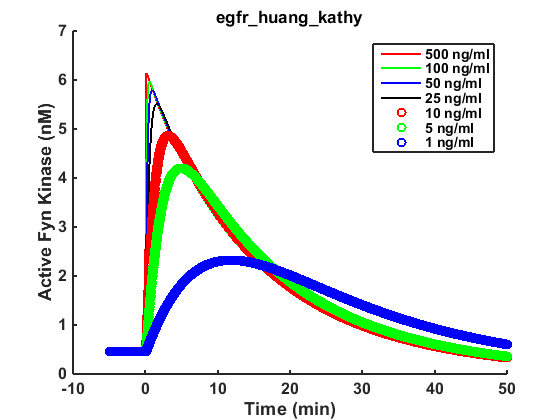 egfr_huang_kathy
Active Fyn Kinase (nM)
7
6
5
4
3
2
1
0
-10
0
10
20
30
40
50
Time (min)
500 ng/ml
100 ng/ml
50 ng/ml
25 ng/ml
10 ng/ml
5 ng/ml
1 ng/ml